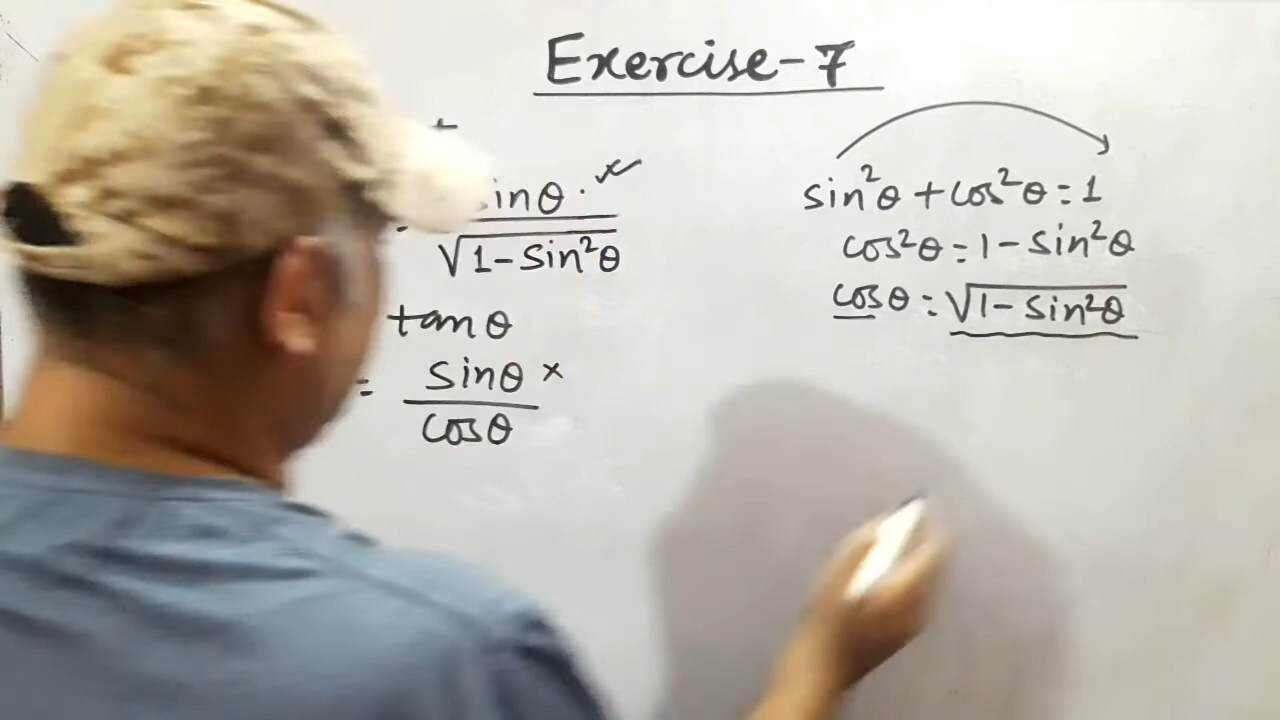 Exercise-7
sinθ.
√1-Sin²θ
tanθ
= Sinθ ×
cosθ
sin²θ + cos²θ = 1
cos²θ = 1 - Sin²θ
cosθ = √1 - Sin²θ